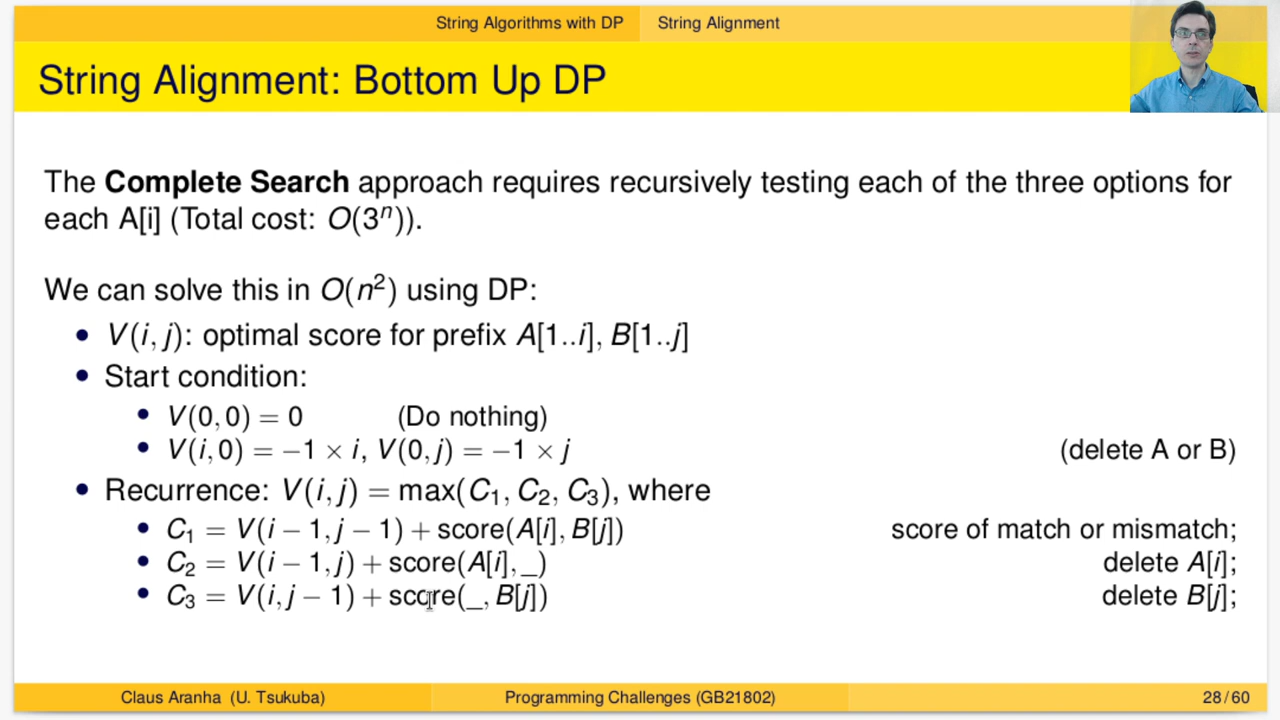 String Algorithms with DP String Alignment
String Alignment: Bottom Up DP
The Complete Search approach requires recursively testing each of the three options for
each A[i] (Total cost: O(3ⁿ)).
We can solve this in O(n²) using DP:
• V(i, j): optimal score for prefix A[1..i], B[1..j]
• Start condition:
• V(0, 0) = 0 (Do nothing)
• V(i, 0) = −1 × i, V(0, j) = −1 × j (delete A or B)
• Recurrence: V(i, j) = max(C₁, C₂, C₃), where
• C₁ = V(i − 1, j − 1) + score(A[i], B[j]) score of match or mismatch;
• C₂ = V(i − 1, j) + score(A[i], _) delete A[i];
• C₃ = V(i, j − 1) + score(_, B[j]) delete B[j];
Claus Aranha (U. Tsukuba) Programming Challenges (GB21802) 28 / 60